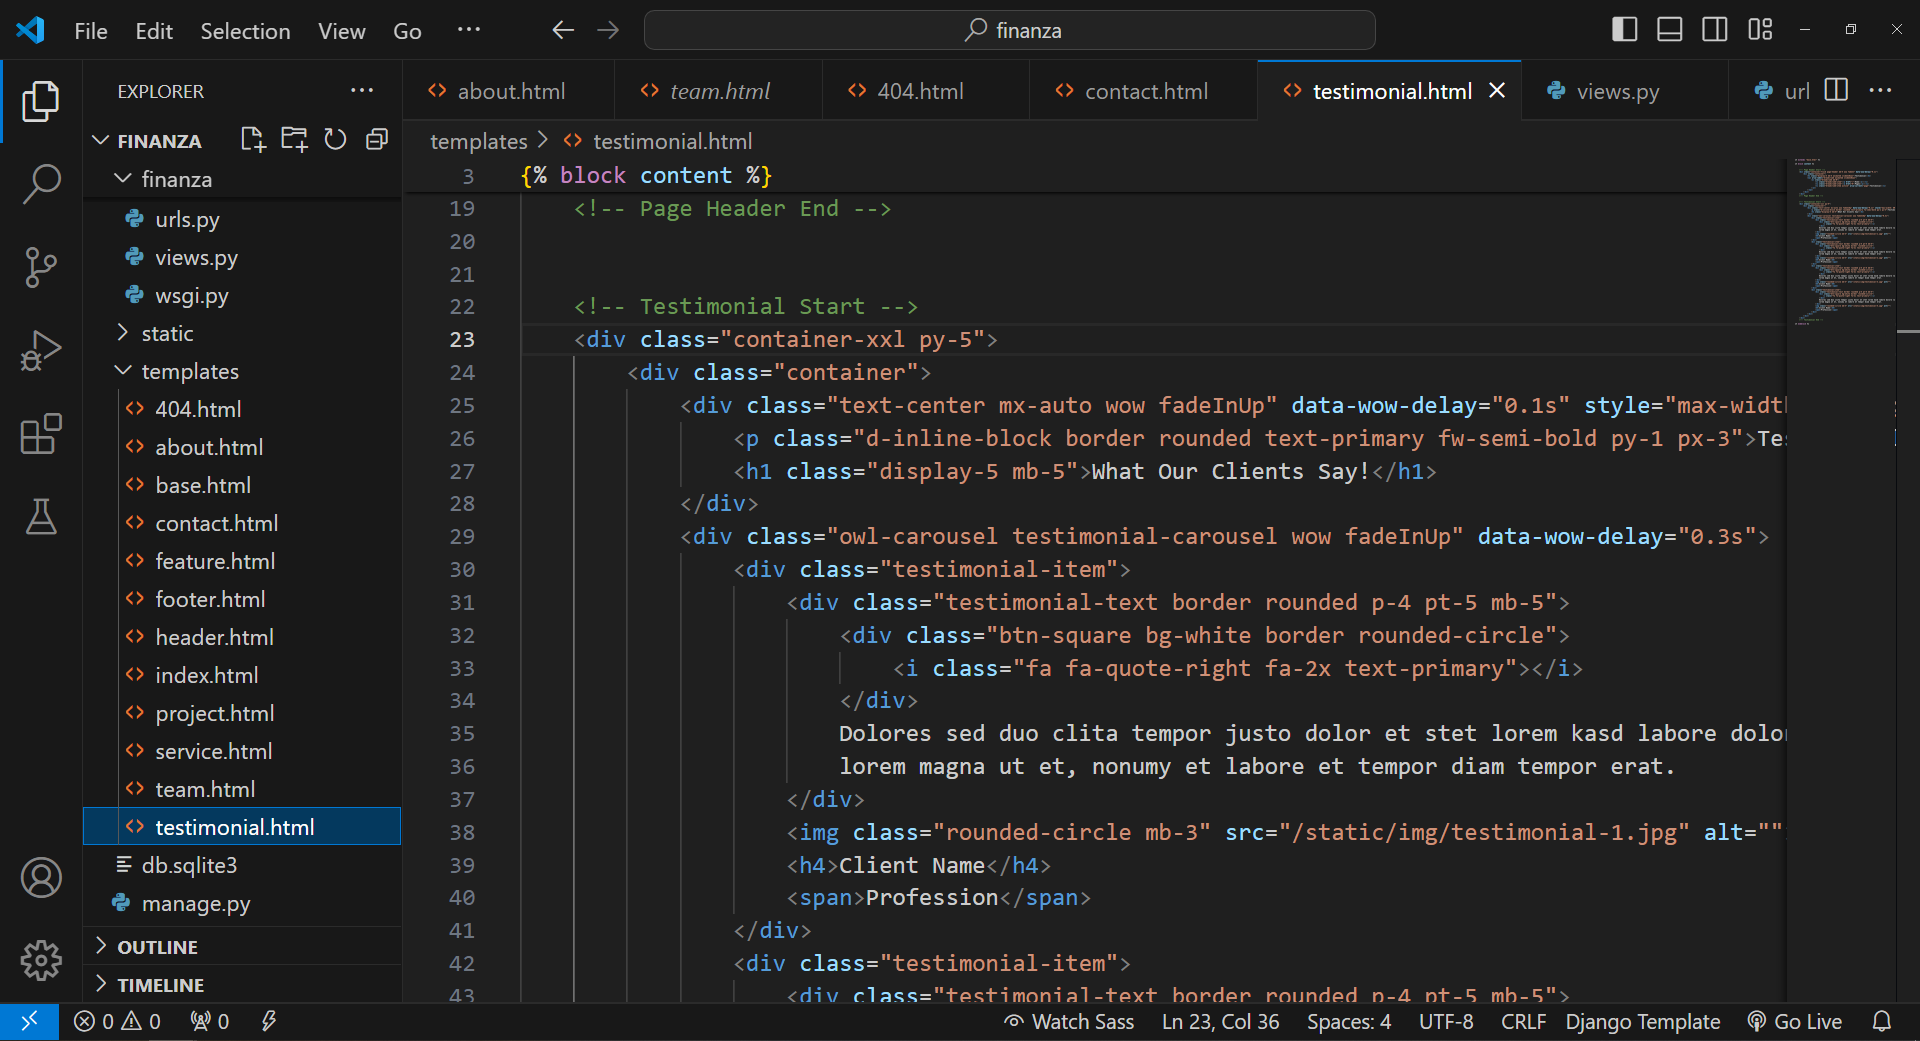 File Edit Selection View Go ···
finanza
EXPLORER ···
FINANZA
finanza
urls.py
views.py
wsgi.py
static
templates
404.html
about.html
base.html
contact.html
feature.html
footer.html
header.html
index.html
project.html
service.html
team.html
testimonial.html
db.sqlite3
manage.py
OUTLINE
TIMELINE
about.html team.html 404.html contact.html testimonial.html views.py url ···
templates > testimonial.html
3 {% block content %}
19 <!-- Page Header End -->
20
21
22 <!-- Testimonial Start -->
23 <div class="container-xxl py-5">
24 <div class="container">
25 <div class="text-center mx-auto wow fadeInUp" data-wow-delay="0.1s" style="max-widt
26 <p class="d-inline-block border rounded text-primary fw-semi-bold py-1 px-3">Te
27 <h1 class="display-5 mb-5">What Our Clients Say!</h1>
28 </div>
29 <div class="owl-carousel testimonial-carousel wow fadeInUp" data-wow-delay="0.3s">
30 <div class="testimonial-item">
31 <div class="testimonial-text border rounded p-4 pt-5 mb-5">
32 <div class="btn-square bg-white border rounded-circle">
33 <i class="fa fa-quote-right fa-2x text-primary"></i>
34 </div>
35 Dolores sed duo clita tempor justo dolor et stet lorem kasd labore dolo
36 lorem magna ut et, nonumy et labore et tempor diam tempor erat.
37 </div>
38 <img class="rounded-circle mb-3" src="/static/img/testimonial-1.jpg" alt=""
39 <h4>Client Name</h4>
40 <span>Profession</span>
41 </div>
42 <div class="testimonial-item">
43 <div class="testimonial-text border rounded p-4 pt-5 mb-5">
0 0 0 Watch Sass Ln 23, Col 36 Spaces: 4 UTF-8 CRLF Django Template Go Live